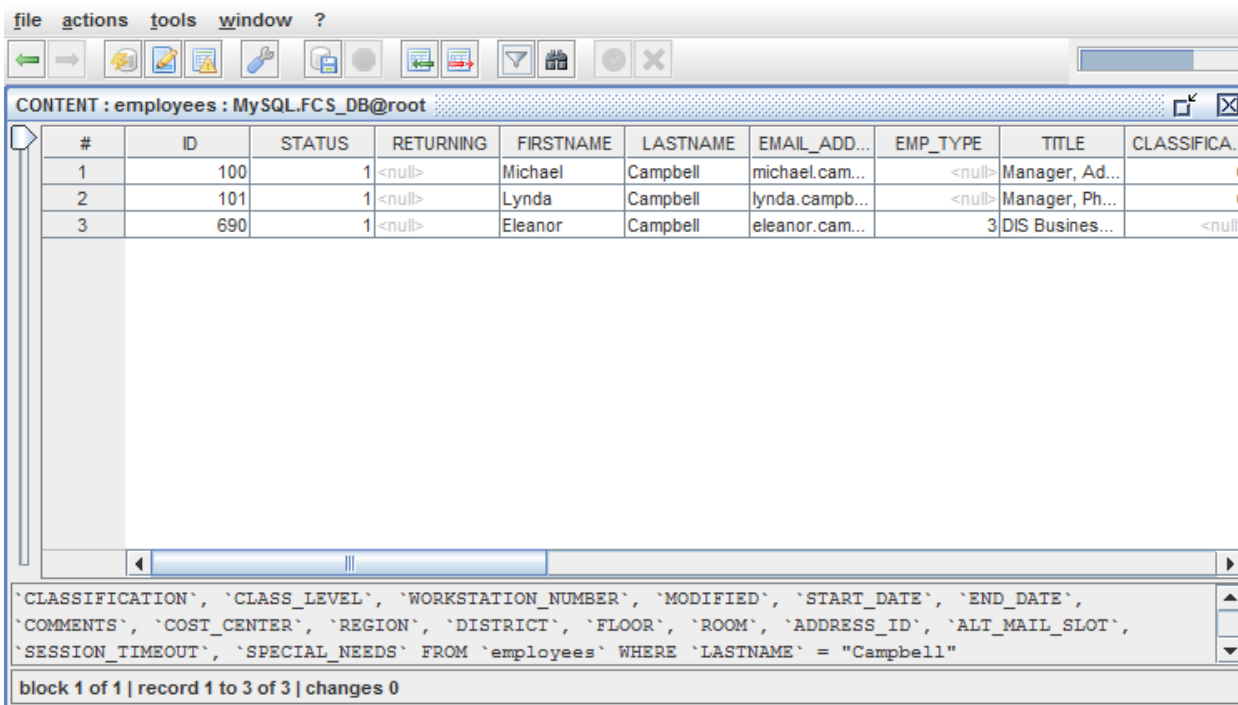 file actions tools window ?
CONTENT : employees : MySQL.FCS_DB@root
# ID STATUS RETURNING FIRSTNAME LASTNAME EMAIL_ADD... EMP_TYPE TITLE CLASSIFICA.
1 100 1 <null> Michael Campbell michael.cam... <null> Manager, Ad...
2 101 1 <null> Lynda Campbell lynda.campb... <null> Manager, Ph...
3 690 1 <null> Eleanor Campbell eleanor.cam... 3 DIS Busines... <null
`CLASSIFICATION`, `CLASS_LEVEL`, `WORKSTATION_NUMBER`, `MODIFIED`, `START_DATE`, `END_DATE`,
`COMMENTS`, `COST_CENTER`, `REGION`, `DISTRICT`, `FLOOR`, `ROOM`, `ADDRESS_ID`, `ALT_MAIL_SLOT`,
`SESSION_TIMEOUT`, `SPECIAL_NEEDS` FROM `employees` WHERE `LASTNAME` = "Campbell"
block 1 of 1 | record 1 to 3 of 3 | changes 0